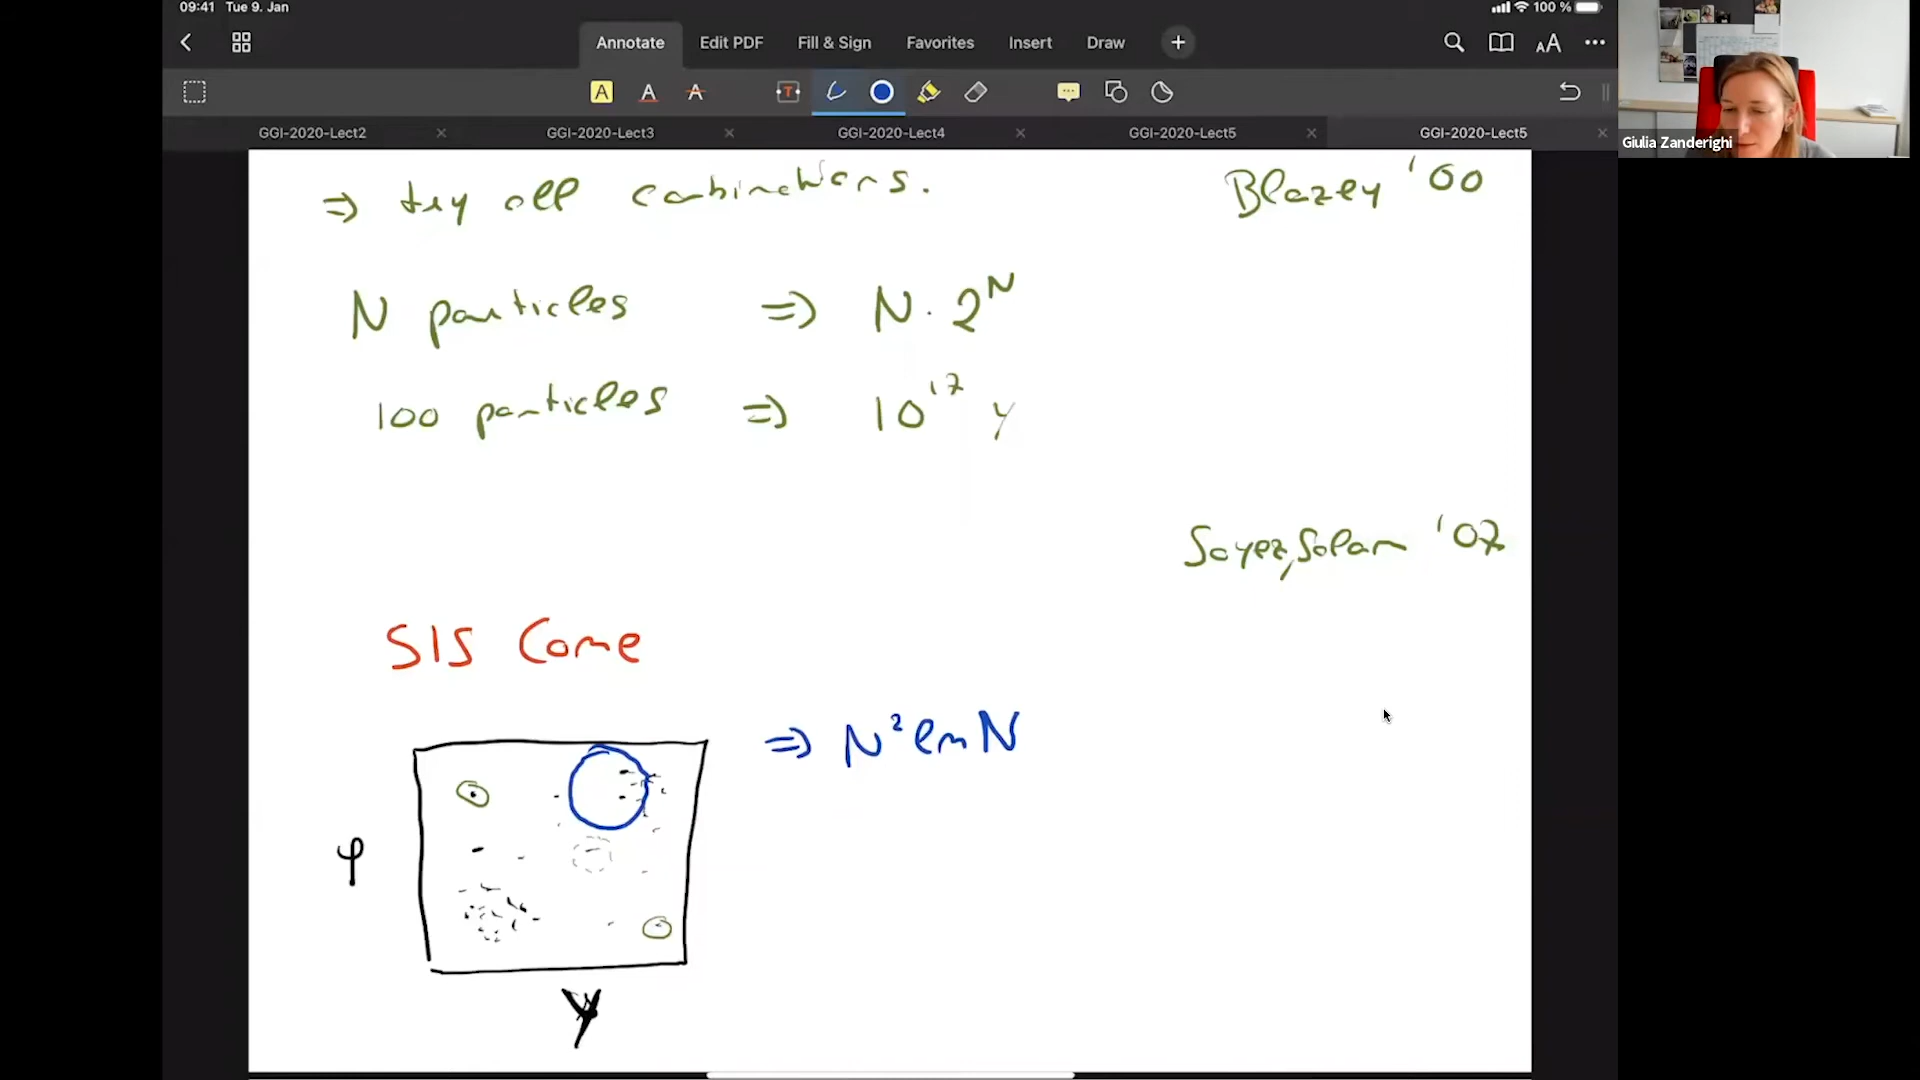 09:41 Tue 9. Jan 100 %
Annotate Edit PDF Fill & Sign Favorites Insert Draw
GGI-2020-Lect2 GGI-2020-Lect3 GGI-2020-Lect4 GGI-2020-Lect5 GGI-2020-Lect5
Giulia Zanderighi
⇒ try all combinations. Blazey '00
N particles ⇒ N · 2^N
100 particles ⇒ 10^17 y
Soyez, Salam '07
SIS Cone
⇒ N² ln N
φ
y